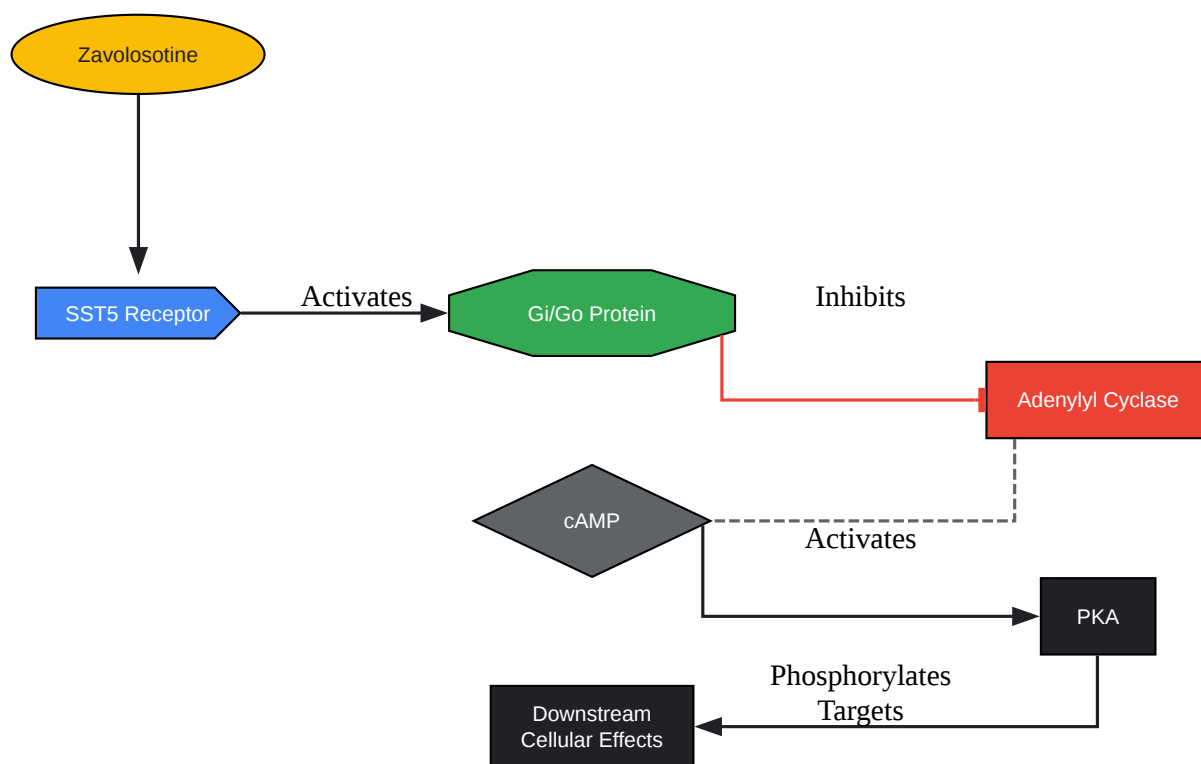 Zavolosotine
SST5 Receptor
Activates
Gi/Go Protein
Inhibits
Adenylyl Cyclase
cAMP
Activates
PKA
Phosphorylates
Targets
Downstream
Cellular Effects